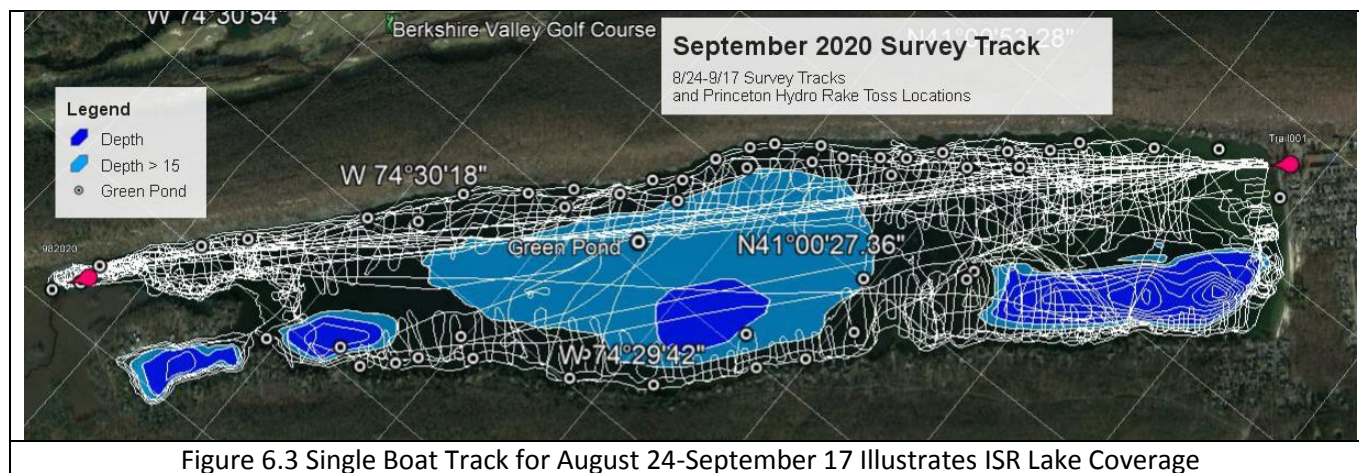 W 74°30'54"
Berkshire Valley Golf Course
N41°00'53.28"
September 2020 Survey Track
8/24-9/17 Survey Tracks
and Princeton Hydro Rake Toss Locations
Legend
Depth
Depth > 15
Green Pond
Trail001
W 74°30'18"
982020
Green Pond
N41°00'27.36"
W 74°29'42"
Figure 6.3 Single Boat Track for August 24-September 17 Illustrates ISR Lake Coverage